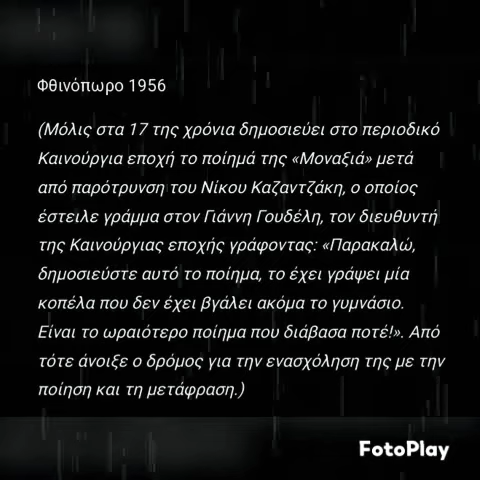 Φθινόπωρο 1956
(Μόλις στα 17 της χρόνια δημοσιεύει στο περιοδικό
Καινούργια εποχή το ποίημά της «Μοναξιά» μετά
από παρότρυνση του Νίκου Καζαντζάκη, ο οποίος
έστειλε γράμμα στον Γιάννη Γουδέλη, τον διευθυντή
της Καινούργιας εποχής γράφοντας: «Παρακαλώ,
δημοσιεύστε αυτό το ποίημα, το έχει γράψει μία
κοπέλα που δεν έχει βγάλει ακόμα το γυμνάσιο.
Είναι το ωραιότερο ποίημα που διάβασα ποτέ!». Από
τότε άνοιξε ο δρόμος για την ενασχόληση της με την
ποίηση και τη μετάφραση.)
FotoPlay